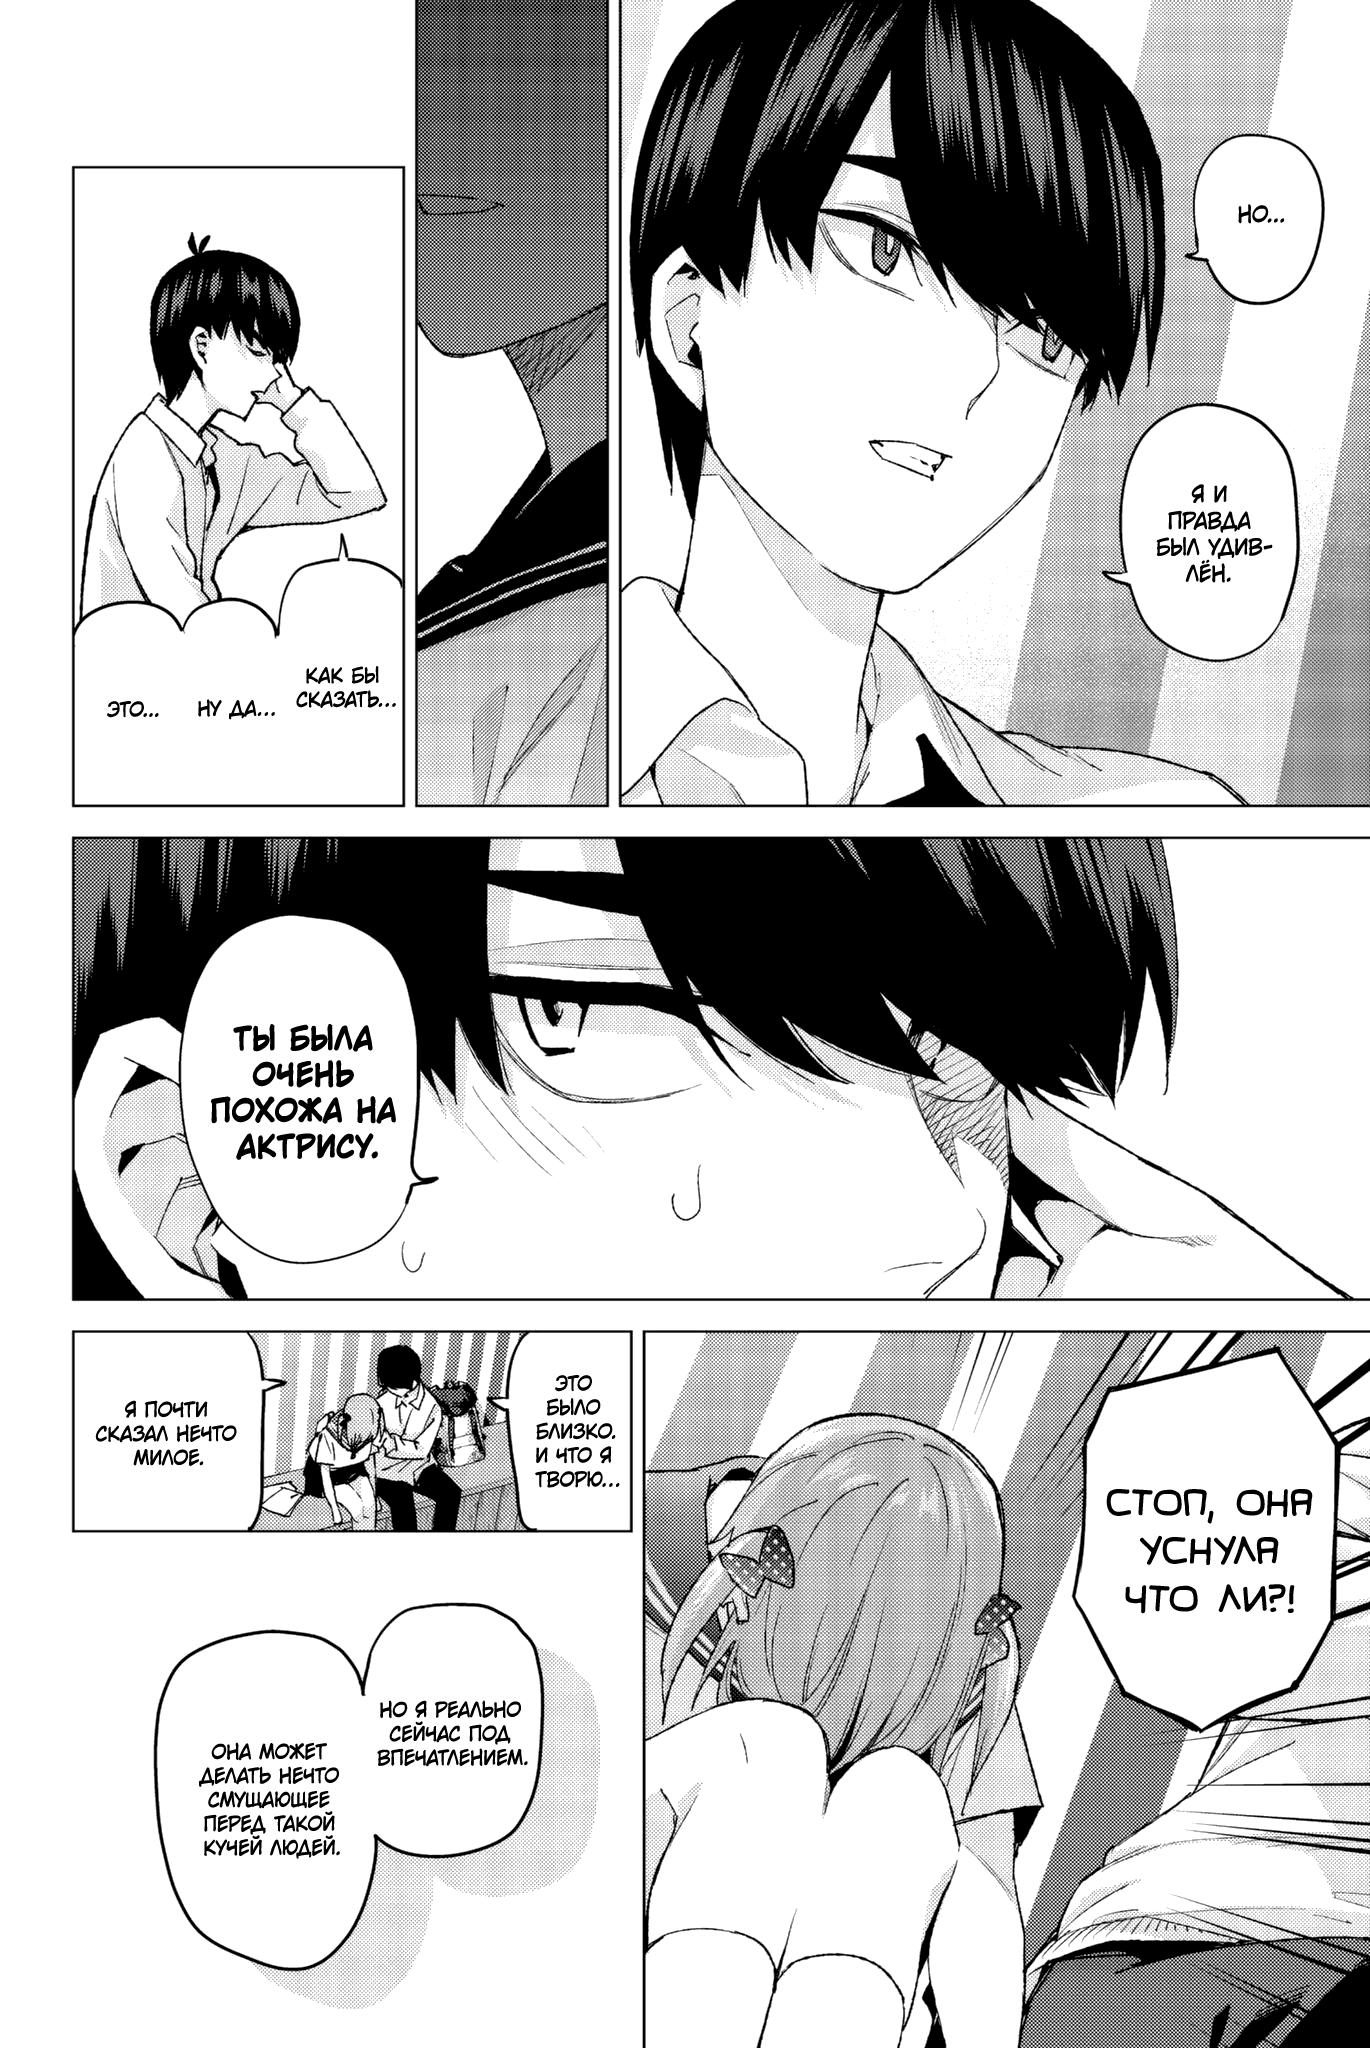 НО...
Я И
ПРАВДА
БЫЛ УДИВ-
ЛЁН.
КАК БЫ
СКАЗАТЬ...
НУ ДА...
ЭТО...
ТЫ БЫЛА
ОЧЕНЬ
ПОХОЖА НА
АКТРИСУ.
СТОП, ОНА
УСНУЛА
ЧТО ЛИ?!
ЭТО
БЫЛО
БЛИЗКО.
И ЧТО Я
ТВОРЮ...
Я ПОЧТИ
СКАЗАЛ НЕЧТО
МИЛОЕ.
НО Я РЕАЛЬНО
СЕЙЧАС ПОД
ВПЕЧАТЛЕНИЕМ.
ОНА МОЖЕТ
ДЕЛАТЬ НЕЧТО
СМУЩАЮЩЕЕ
ПЕРЕД ТАКОЙ
КУЧЕЙ ЛЮДЕЙ.